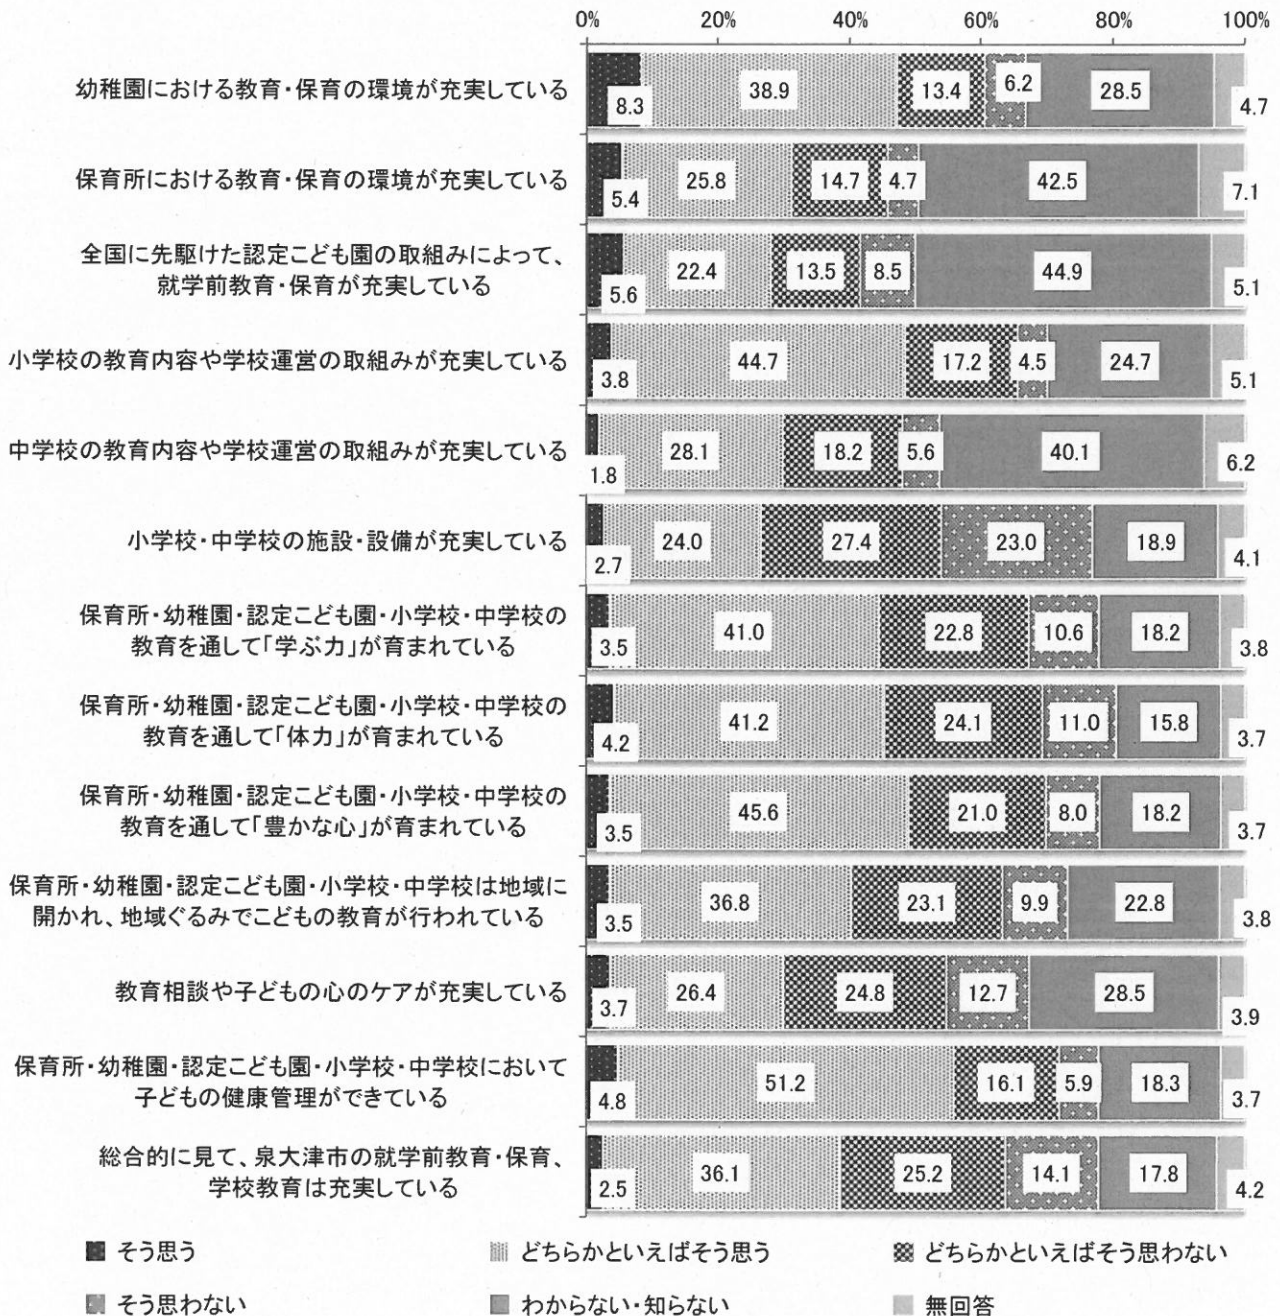 0% 20% 40% 60% 80% 100%
幼稚園における教育・保育の環境が充実している
8.3 38.9 13.4 6.2 28.5 4.7
保育所における教育・保育の環境が充実している
5.4 25.8 14.7 4.7 42.5 7.1
全国に先駆けた認定こども園の取組みによって、
就学前教育・保育が充実している
5.6 22.4 13.5 8.5 44.9 5.1
小学校の教育内容や学校運営の取組みが充実している
3.8 44.7 17.2 4.5 24.7 5.1
中学校の教育内容や学校運営の取組みが充実している
1.8 28.1 18.2 5.6 40.1 6.2
小学校・中学校の施設・設備が充実している
2.7 24.0 27.4 23.0 18.9 4.1
保育所・幼稚園・認定こども園・小学校・中学校の
教育を通して「学ぶ力」が育まれている
3.5 41.0 22.8 10.6 18.2 3.8
保育所・幼稚園・認定こども園・小学校・中学校の
教育を通して「体力」が育まれている
4.2 41.2 24.1 11.0 15.8 3.7
保育所・幼稚園・認定こども園・小学校・中学校の
教育を通して「豊かな心」が育まれている
3.5 45.6 21.0 8.0 18.2 3.7
保育所・幼稚園・認定こども園・小学校・中学校は地域に
開かれ、地域ぐるみでこどもの教育が行われている
3.5 36.8 23.1 9.9 22.8 3.8
教育相談や子どもの心のケアが充実している
3.7 26.4 24.8 12.7 28.5 3.9
保育所・幼稚園・認定こども園・小学校・中学校において
子どもの健康管理ができている
4.8 51.2 16.1 5.9 18.3 3.7
総合的に見て、泉大津市の就学前教育・保育、
学校教育は充実している
2.5 36.1 25.2 14.1 17.8 4.2
そう思う どちらかといえばそう思う どちらかといえばそう思わない
そう思わない わからない・知らない 無回答